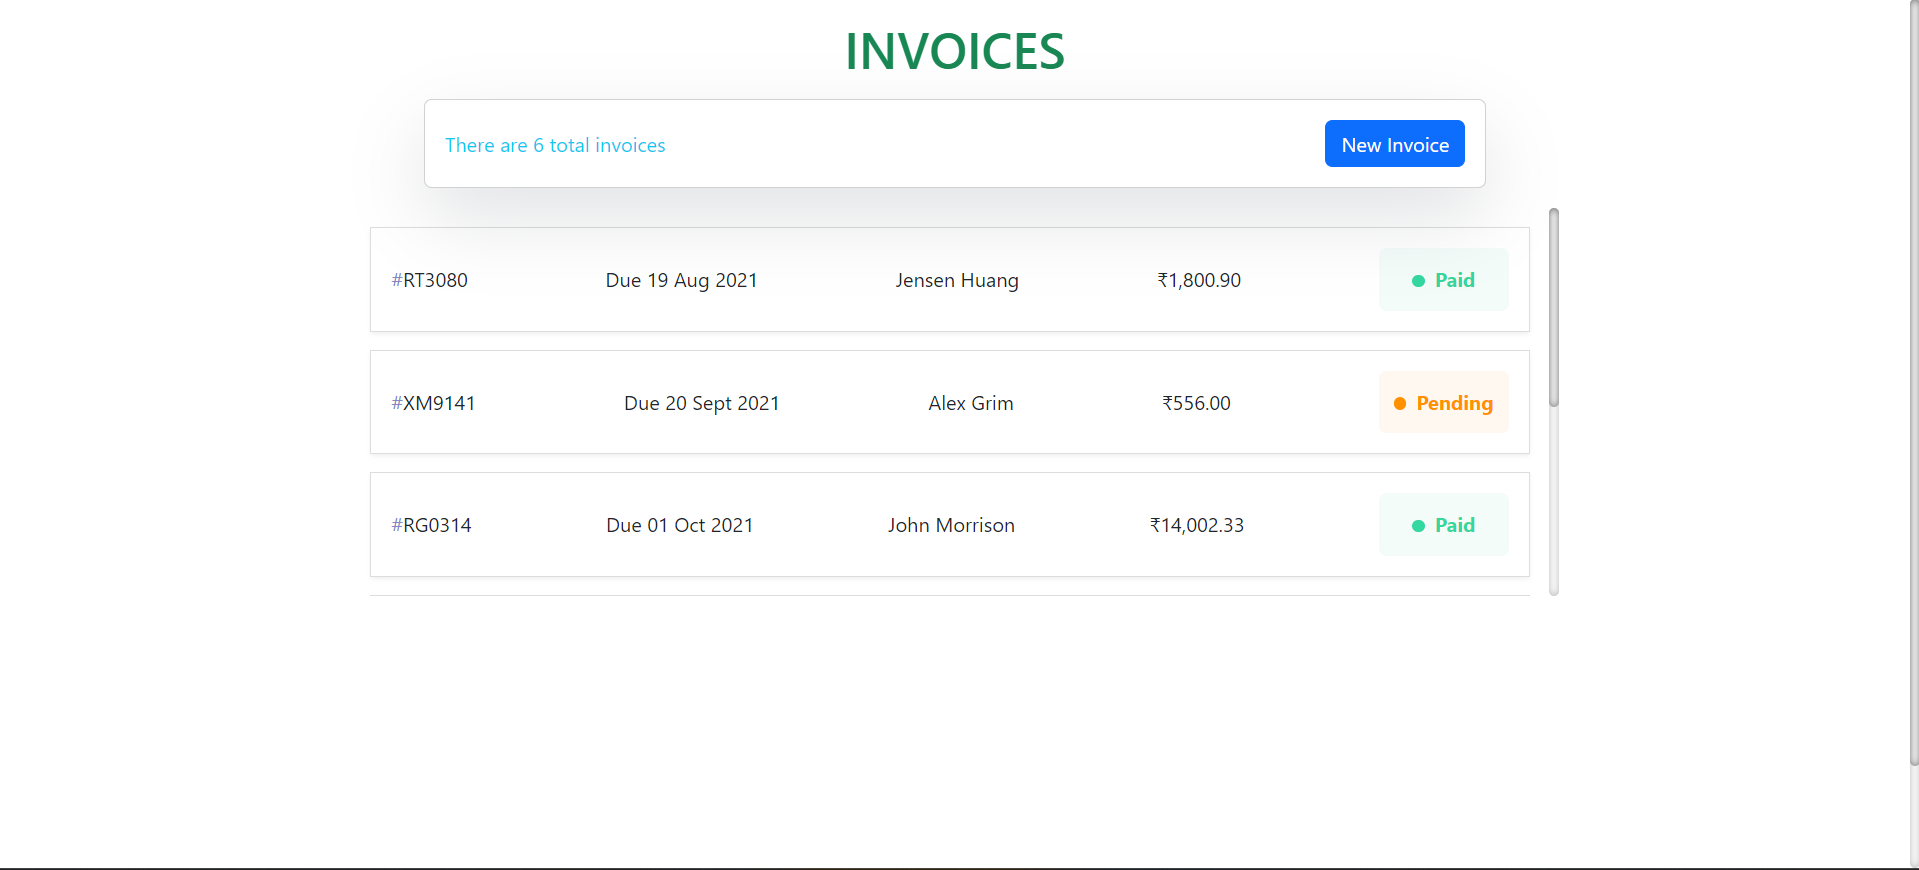 INVOICES
There are 6 total invoices New Invoice
#RT3080 Due 19 Aug 2021 Jensen Huang ₹1,800.90 Paid
#XM9141 Due 20 Sept 2021 Alex Grim ₹556.00 Pending
#RG0314 Due 01 Oct 2021 John Morrison ₹14,002.33 Paid